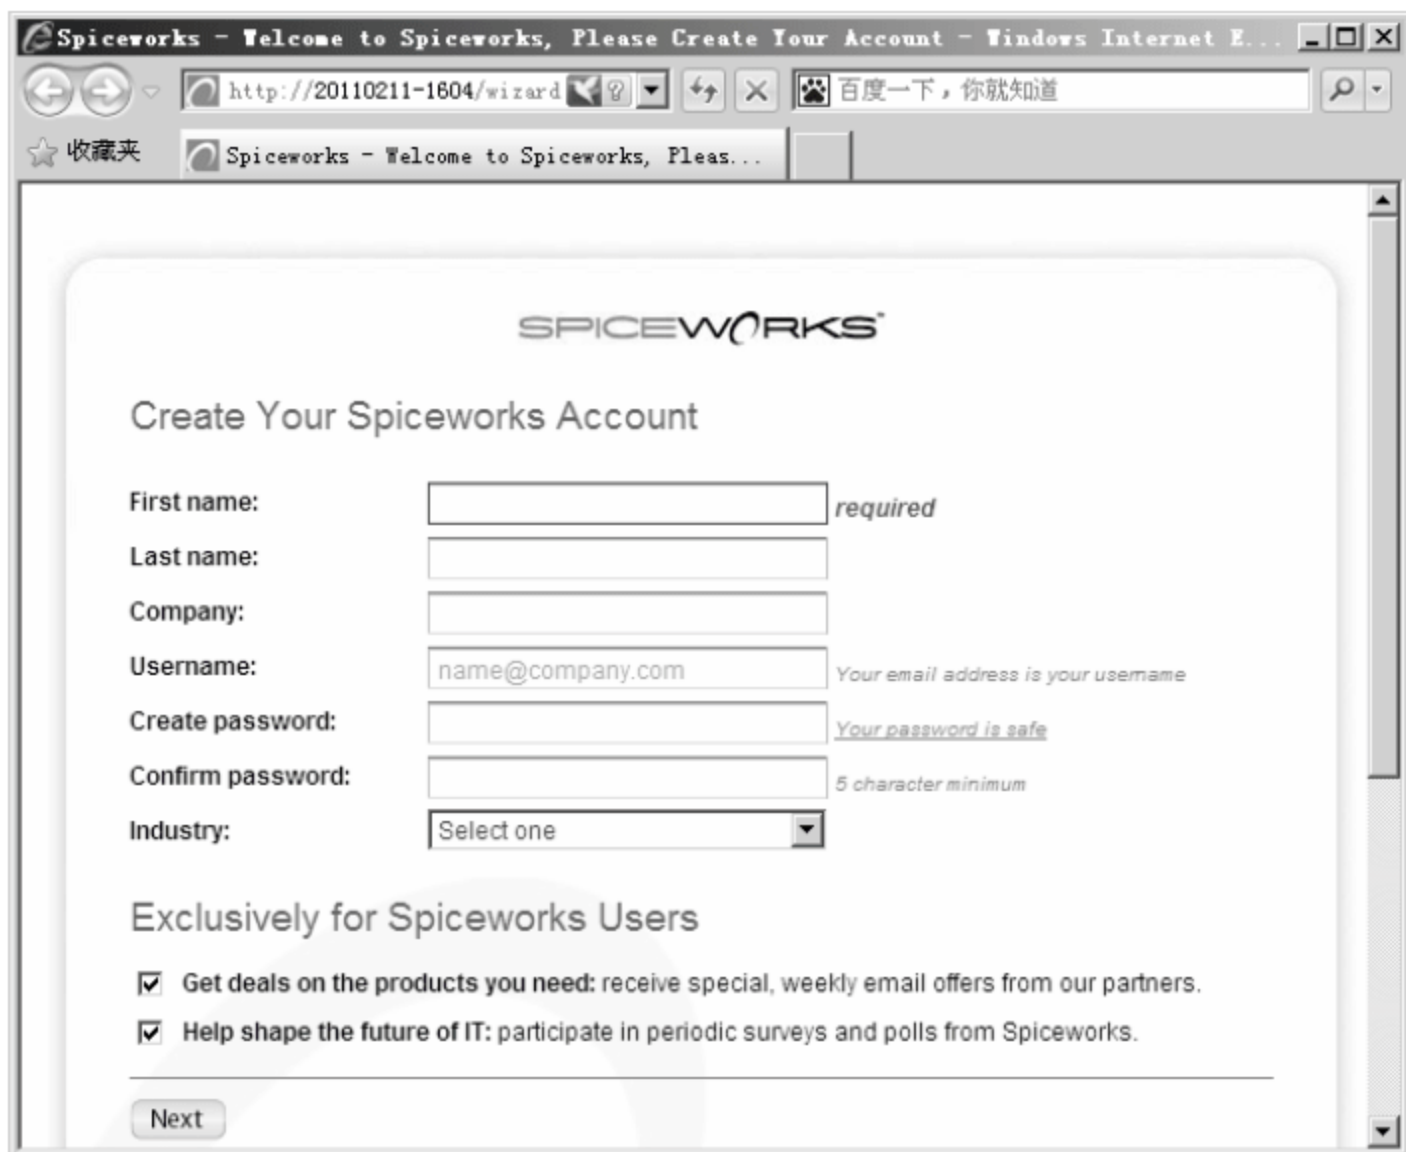 Spiceworks - Welcome to Spiceworks, Please Create Your Account - Windows Internet E...
http://20110211-1604/wizard
百度一下，你就知道
收藏夹
Spiceworks - Welcome to Spiceworks, Pleas...
SPICEWORKS
Create Your Spiceworks Account
First name:
required
Last name:
Company:
Username:
name@company.com
Your email address is your username
Create password:
Your password is safe
Confirm password:
5 character minimum
Industry:
Select one
Exclusively for Spiceworks Users
Get deals on the products you need: receive special, weekly email offers from our partners.
Help shape the future of IT: participate in periodic surveys and polls from Spiceworks.
Next